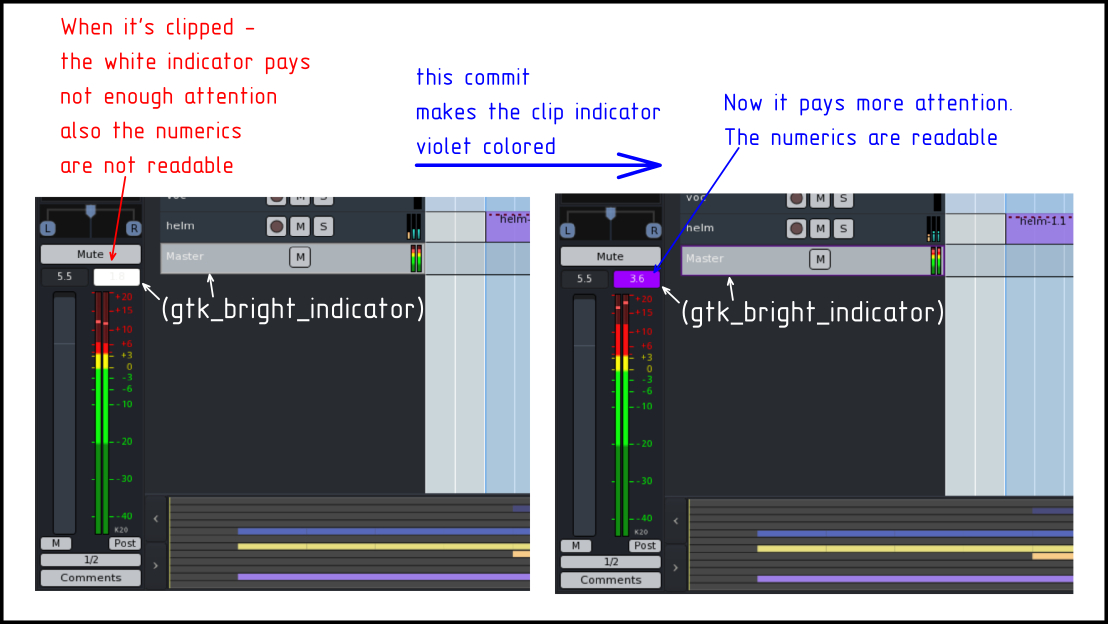 When it's clipped -
the white indicator pays
not enough attention
also the numerics
are not readable
this commit
makes the clip indicator
violet colored
Now it pays more attention.
The numerics are readable
L R
Mute
5.5
+20
+15
+10
+6
+3
0
-3
-6
-10
-20
-30
-40
K20
M Post
1/2
Comments
M S
helm M S
Master M
helm-
(gtk_bright_indicator)
<
>
L R
Mute
5.5 3.6
+20
+15
+10
+6
+3
0
-3
-6
-10
-20
-30
-40
K20
M Post
1/2
Comments
voc M S
helm M S
Master M
helm-1.1
(gtk_bright_indicator)
<
>